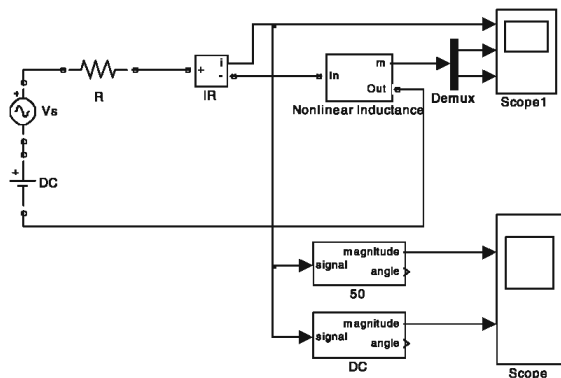 i
+
-
IR
R
+
Vs
+
DC
In
m
Out
Nonlinear Inductance
Demux
Scope1
signal
magnitude
angle
50
signal
magnitude
angle
DC
Scope